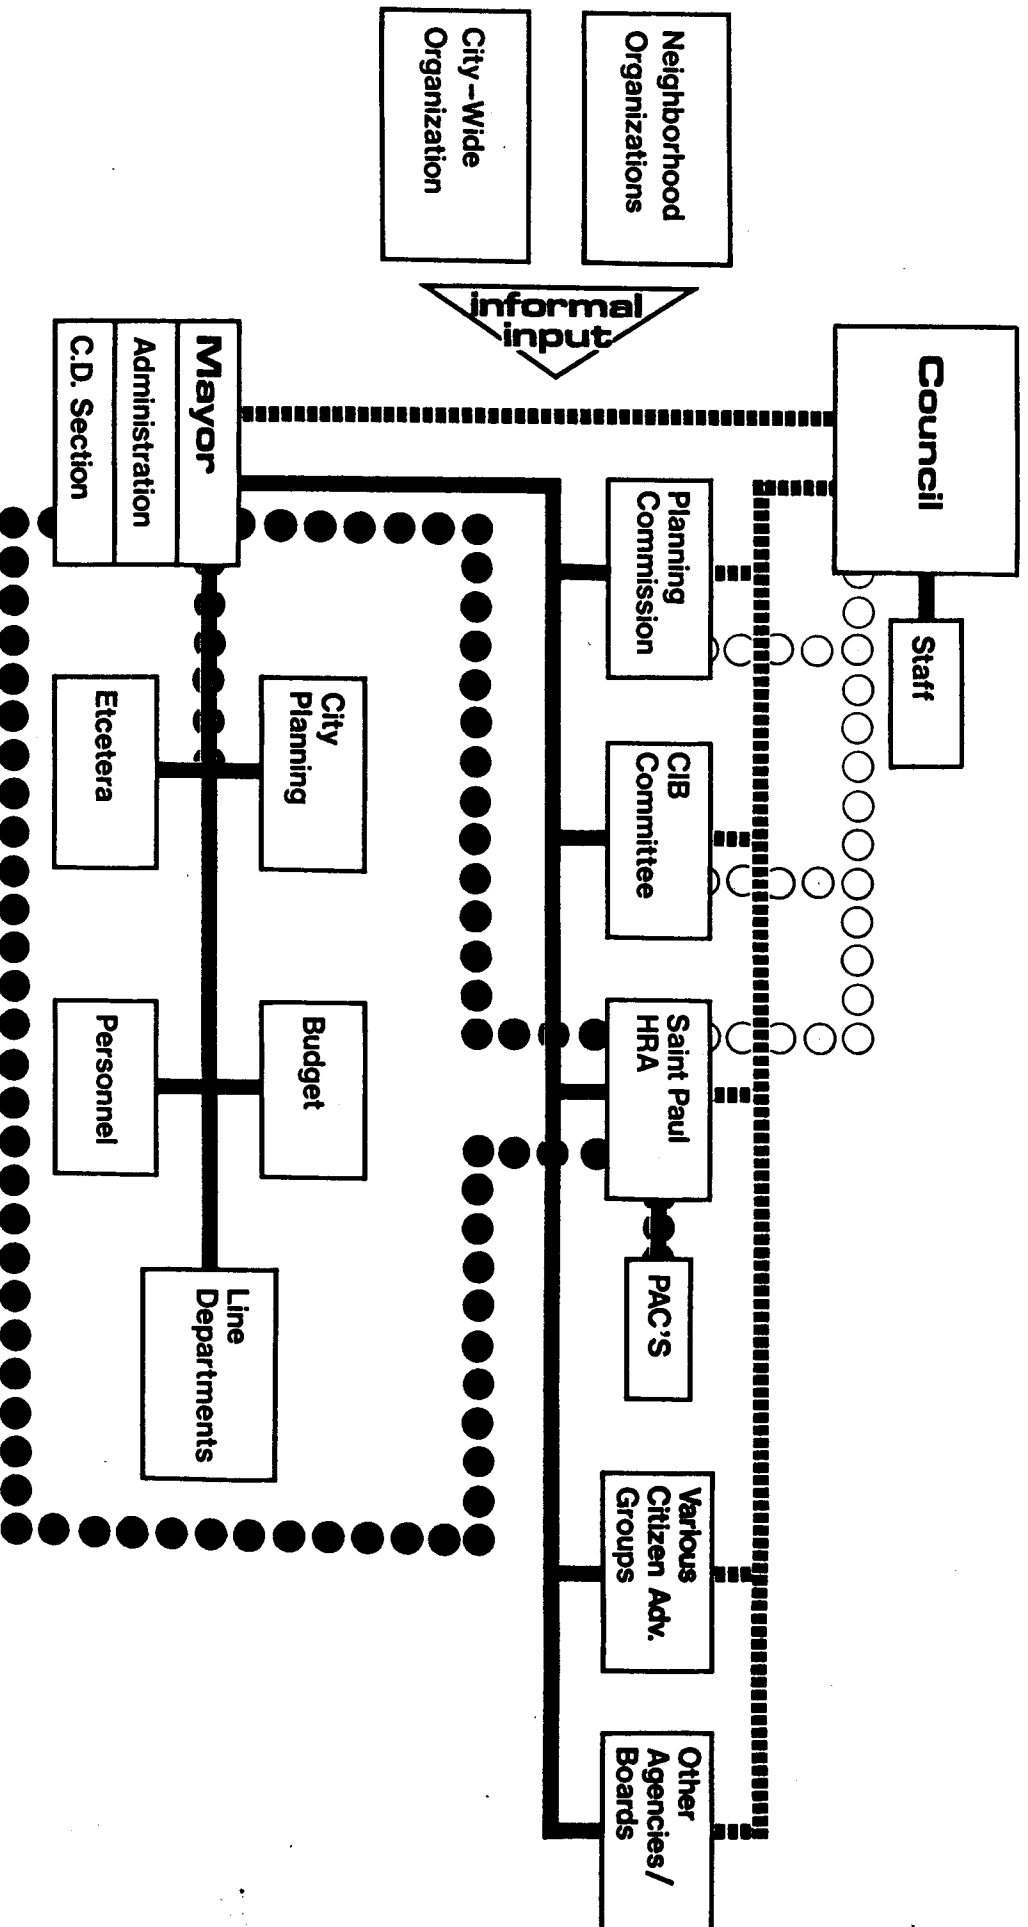 Neighborhood
Organizations
City-Wide
Organization
informal
input
Council
Staff
Mayor
Administration
C.D. Section
Planning
Commission
CIB
Committee
Saint Paul
HRA
PAC'S
Various
Citizen Adv.
Groups
Other
Agencies/
Boards
City
Planning
Etcetera
Budget
Personnel
Line
Departments